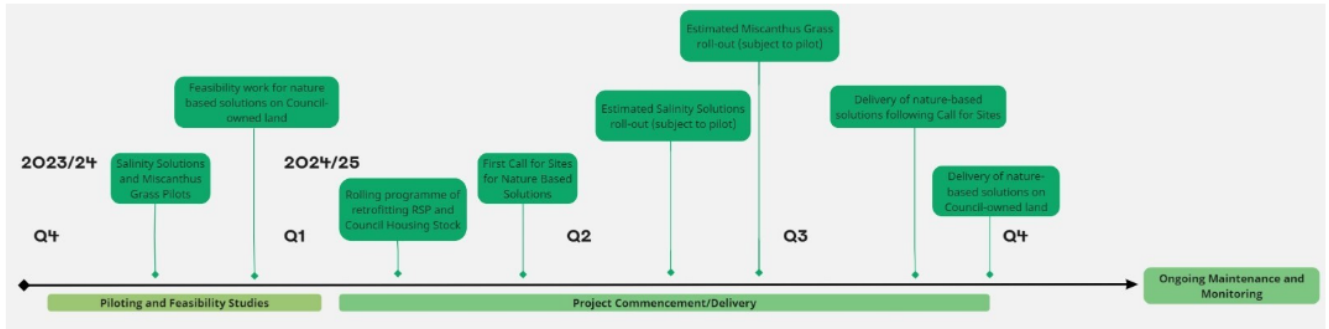 Estimated Miscanthus Grass
roll-out (subject to pilot)
Feasibility work for nature
based solutions on Council-
owned land
Estimated Salinity Solutions
roll-out (subject to pilot)
Delivery of nature-based
solutions following Call for Sites
2023/24
Salinity Solutions
and Miscanthus
Grass Pilots
2024/25
Rolling programme of
retrofitting RSP and
Council Housing Stock
First Call for Sites
for Nature Based
Solutions
Delivery of nature-
based solutions on
Council-owned land
Q4
Q1
Q2
Q3
Q4
Piloting and Feasibility Studies
Project Commencement/Delivery
Ongoing Maintenance and
Monitoring